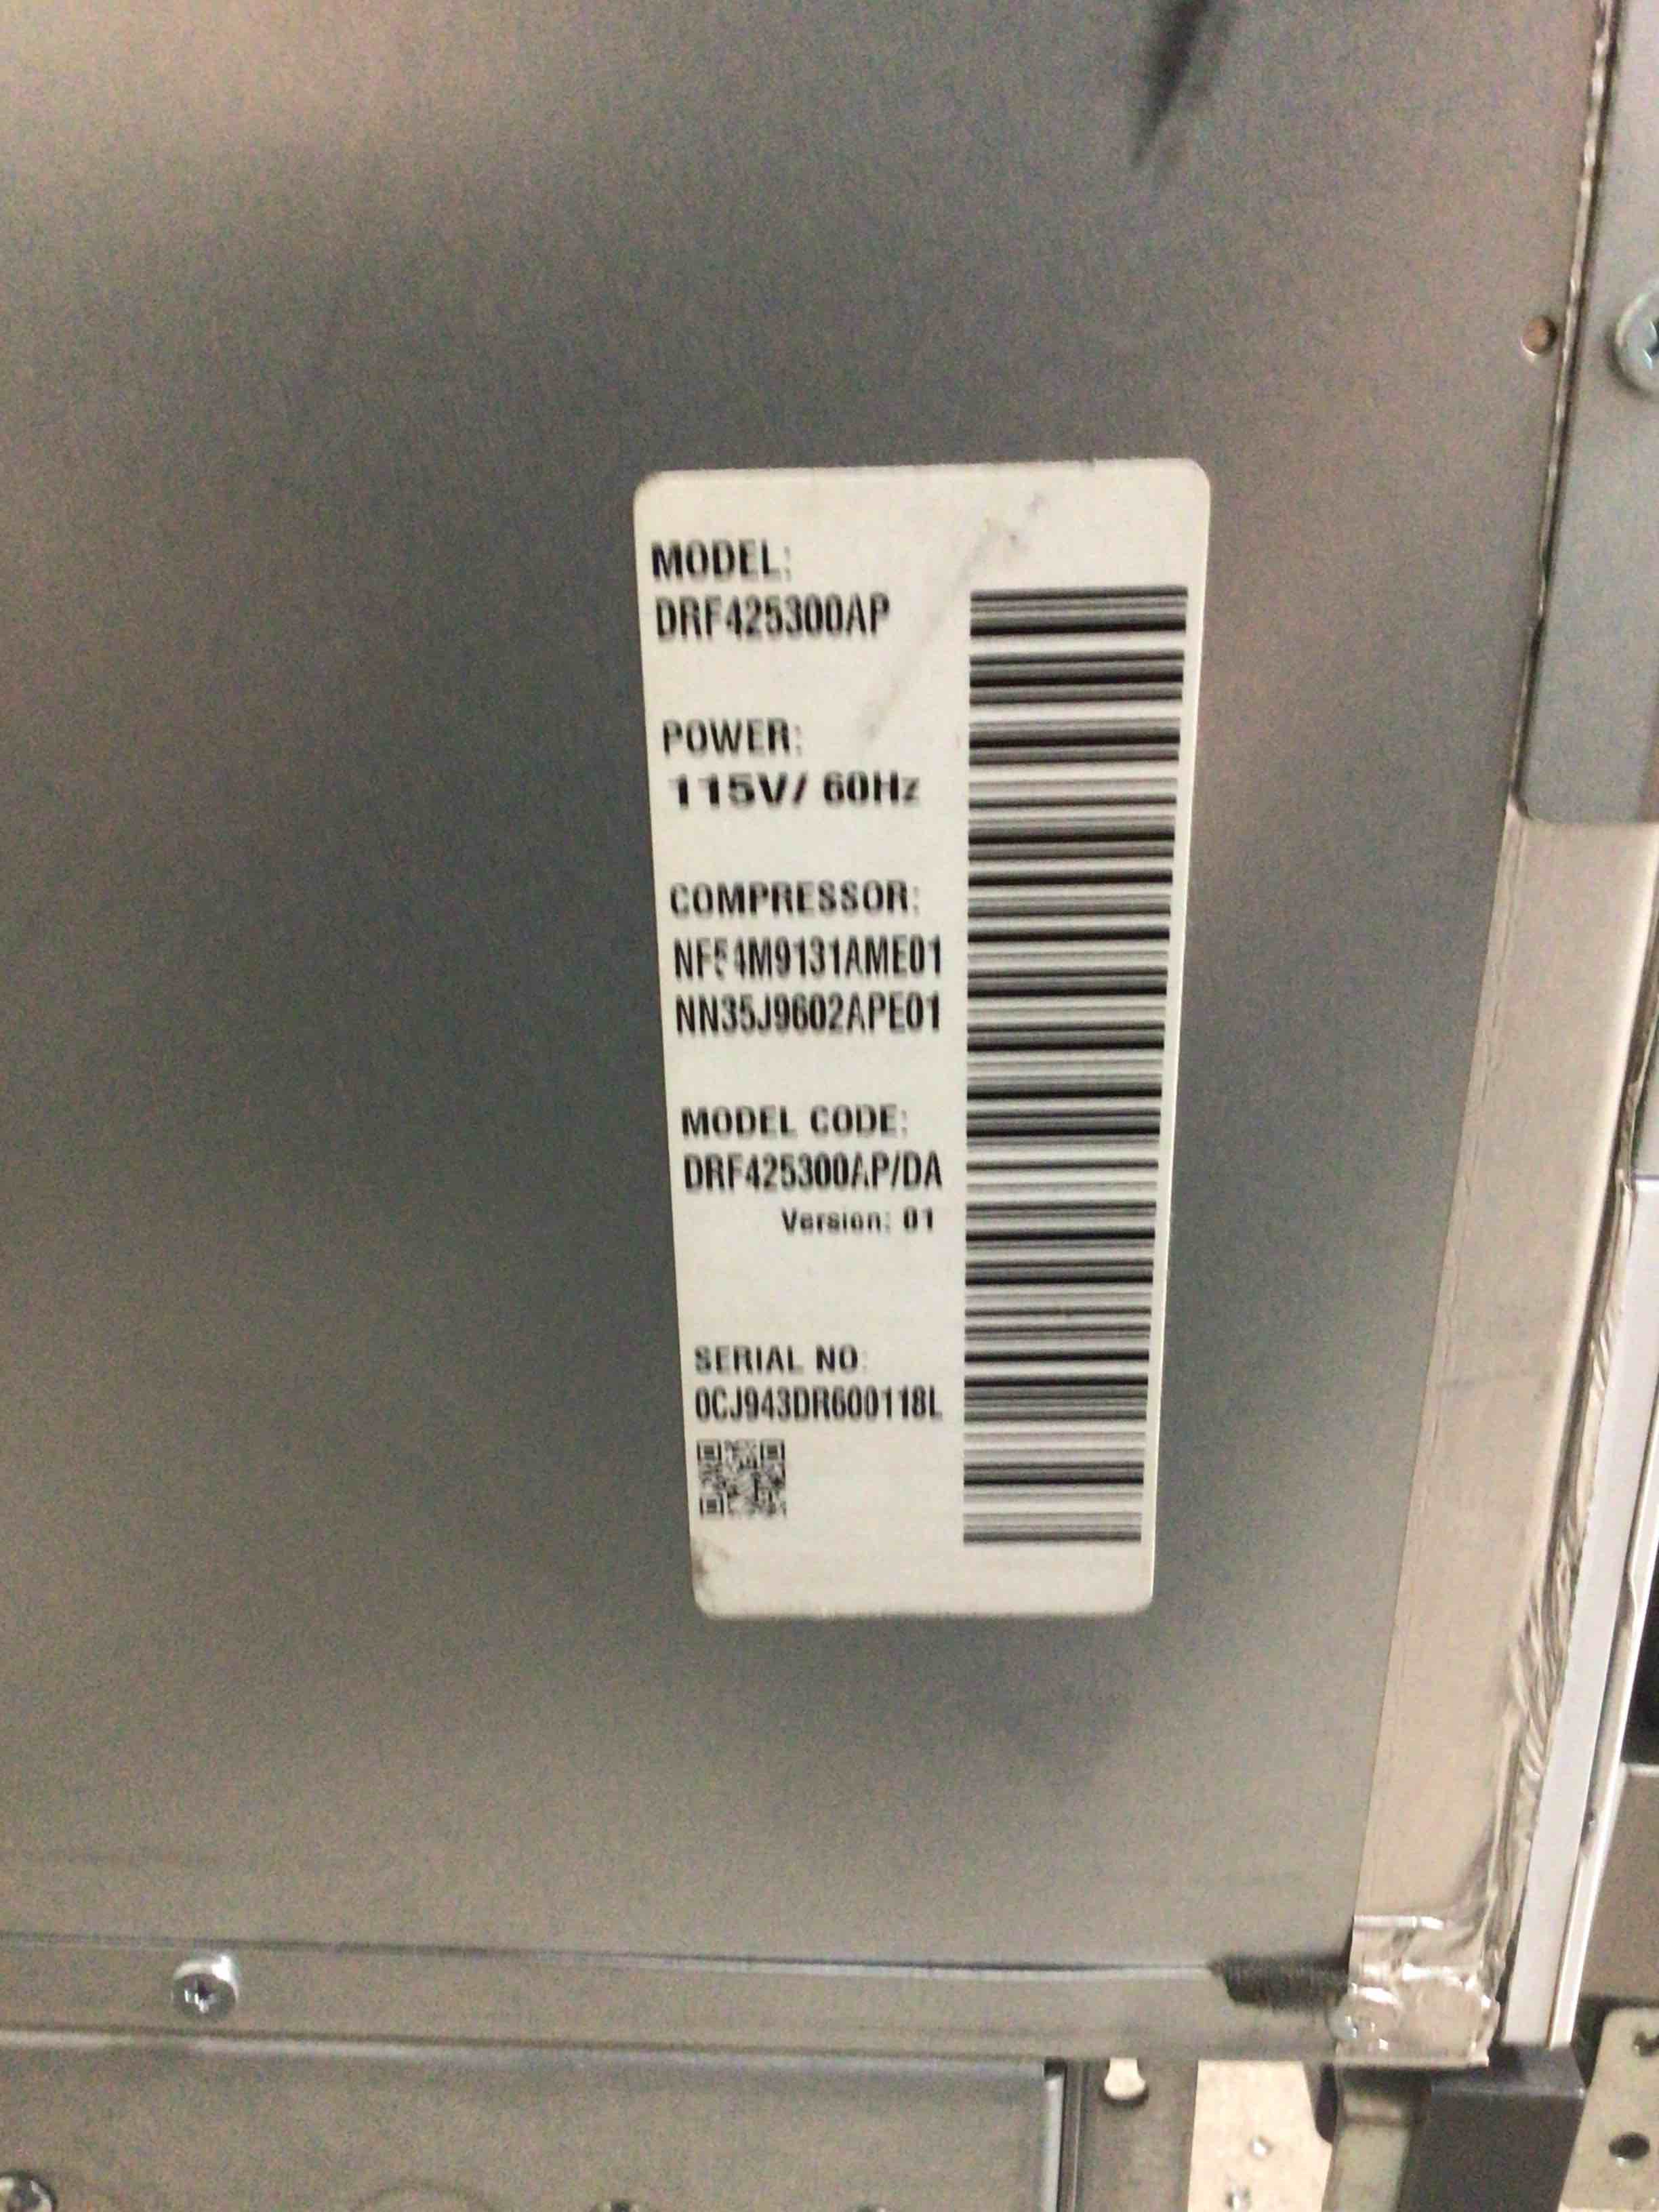 MODEL:
DRF425300AP
POWER:
115V/ 60Hz
COMPRESSOR:
NN35J9602APE01
MODEL CODE:
DRF425300AP/DA
Version: 01
SERIAL NO:
0CJ943DR600118L